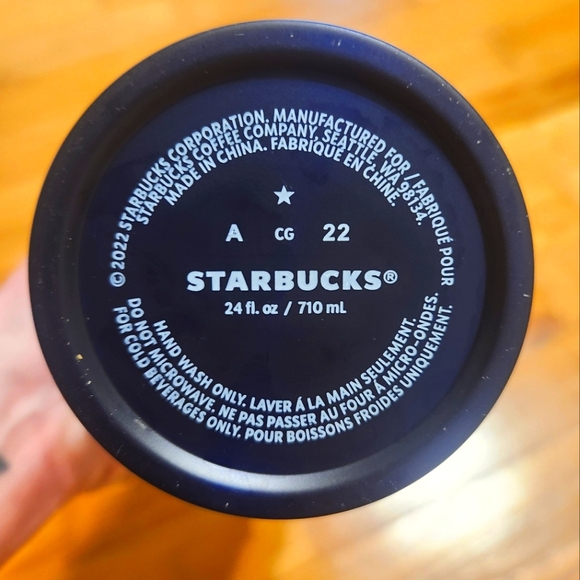 © 2022 STARBUCKS CORPORATION. MANUFACTURED FOR / FABRIQUÉ POUR
STARBUCKS COFFEE COMPANY, SEATTLE, WA 98134.
MADE IN CHINA. FABRIQUÉ EN CHINE.
★
A CG 22
STARBUCKS®
24 fl. oz / 710 mL
HAND WASH ONLY. LAVER Á LA MAIN SEULEMENT.
DO NOT MICROWAVE. NE PAS PASSER AU FOUR Á MICRO-ONDES.
FOR COLD BEVERAGES ONLY. POUR BOISSONS FROIDES UNIQUEMENT.